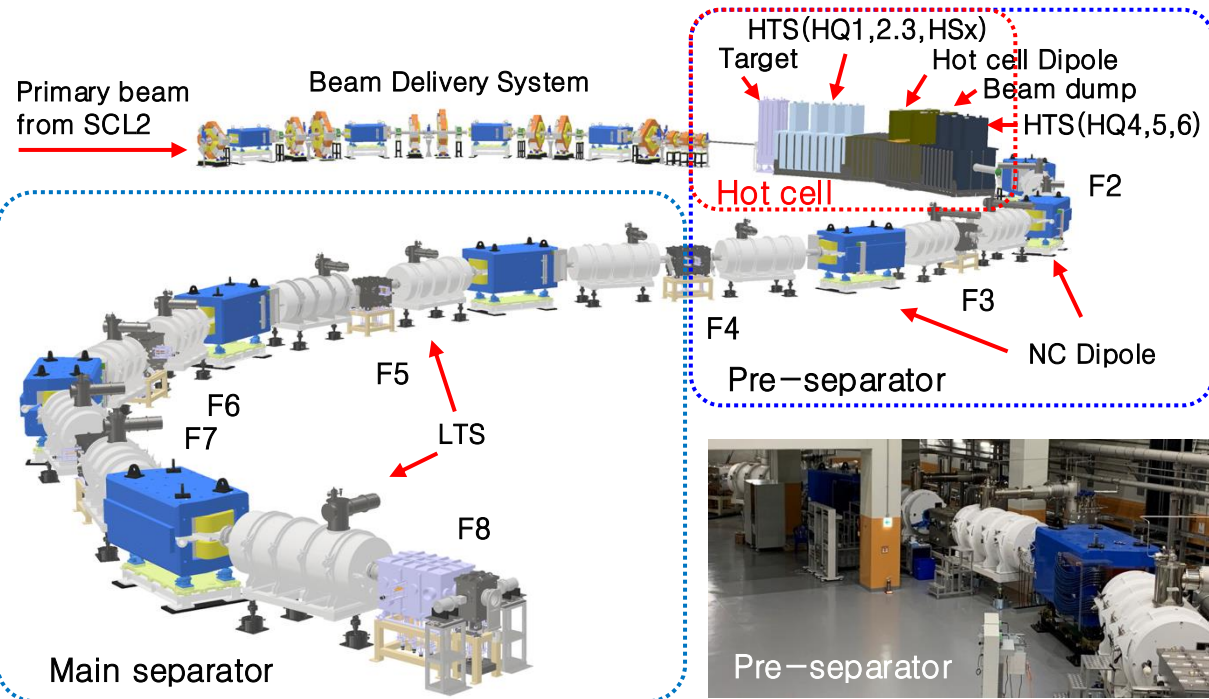 HTS(HQ1,2.3,HSx)
Target
Hot cell Dipole
Beam Delivery System
Beam dump
Primary beam
from SCL2
HTS(HQ4,5,6)
Hot cell
F2
F3
F4
NC Dipole
F5
Pre-separator
F6
F7
LTS
F8
Main separator
Pre-separator